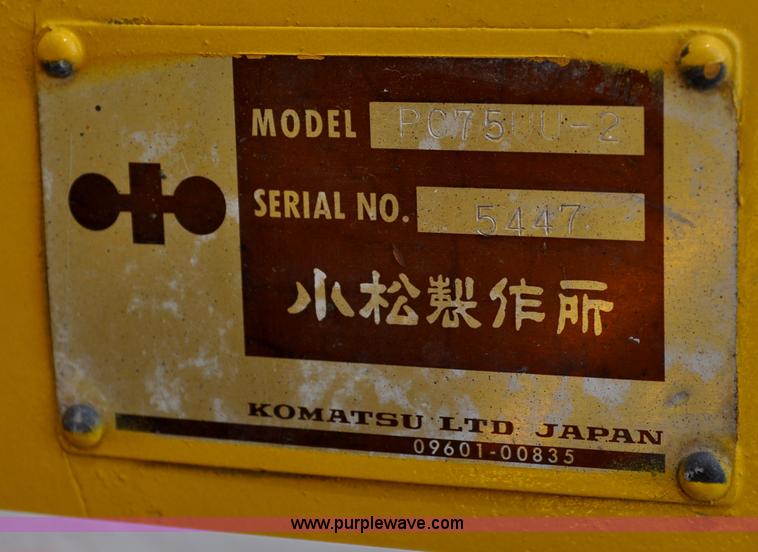 MODEL PC75UU-2
SERIAL NO. 5447
小松製作所
KOMATSU LTD JAPAN
09601-00835
www.purplewave.com